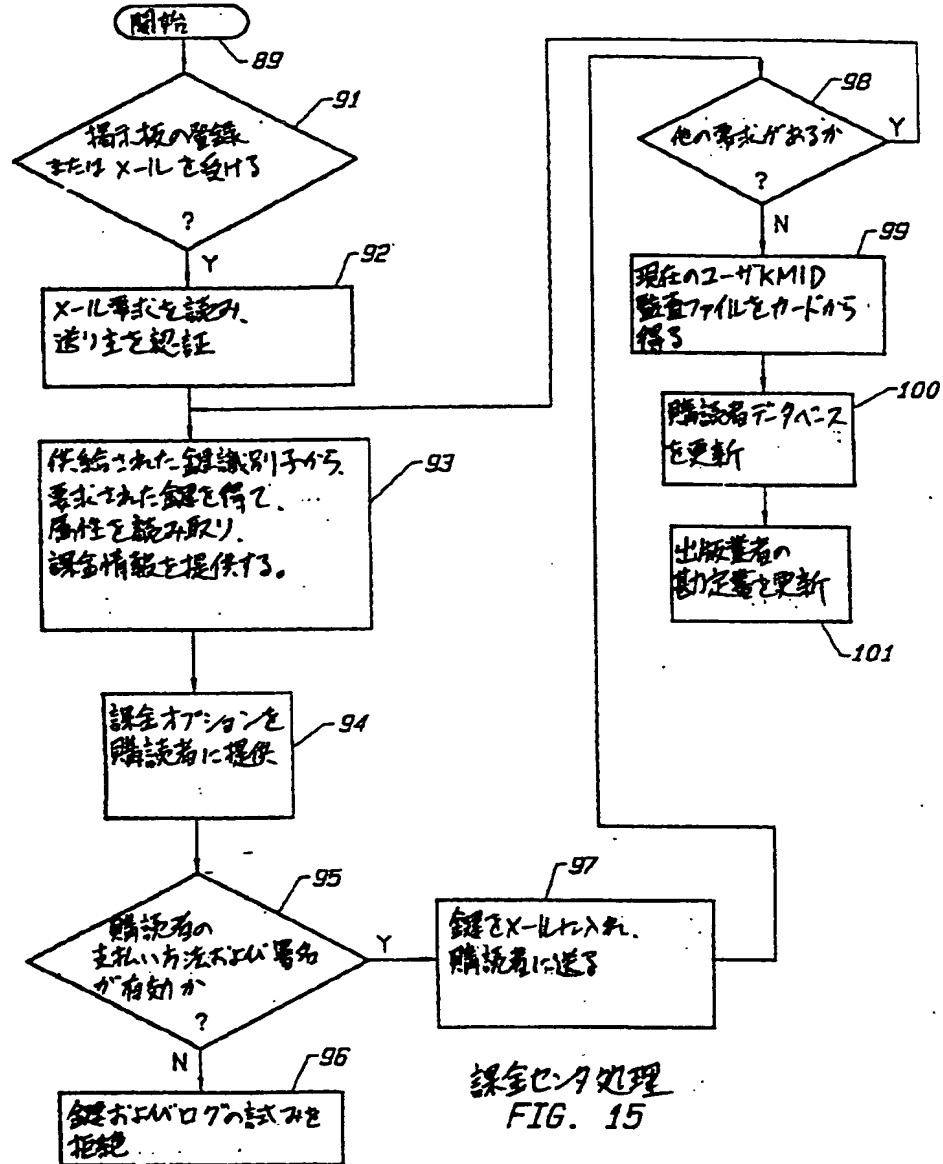 開始
89
91
掲示板の登録
またはメールを受ける
?
Y
92
メール要求を読み、
送り主を認証
93
供給された鍵識別子から、
要求された鍵を得て、
属性を読み取り、
課金情報を提供する。
94
課金オプションを
購読者に提供
95
購読者の
支払い方法および署名
が有効か
?
Y
N
96
鍵およびログの試みを
拒絶
97
鍵をメールに入れ、
購読者に送る
98
他の要求があるか
?
Y
N
99
現在のユーザKMID
監査ファイルをカードから
得る
100
購読者データベース
を更新
出版業者の
勘定書を更新
101
課金センタ処理
FIG. 15